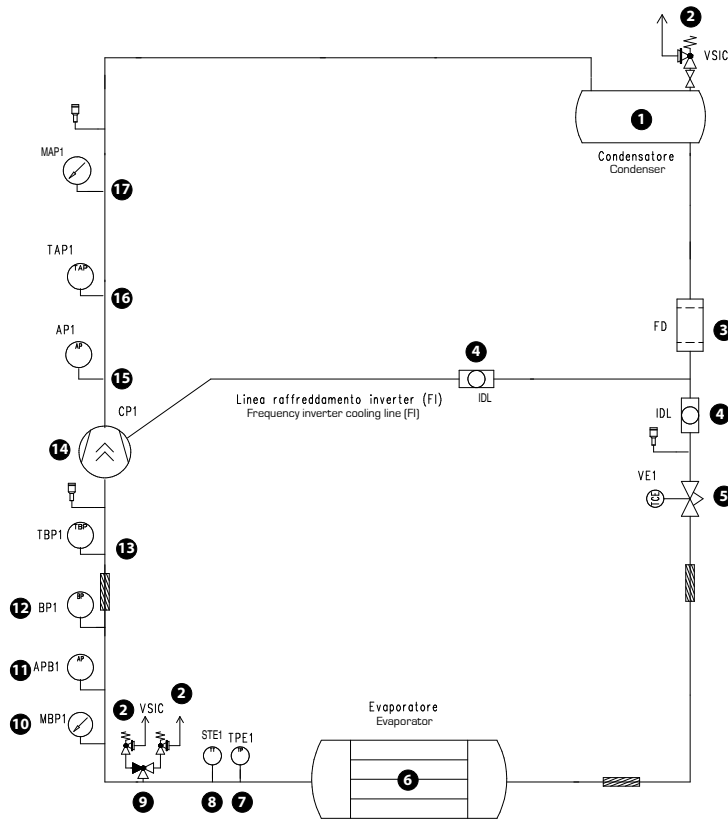 2
VSIC
1
Condensatore
Condenser
MAP1
17
TAP1
TAP
16
FD
3
AP1
AP
15
4
IDL
Linea raffreddamento inverter (FI)
Frequency inverter cooling line (FI)
CP1
14
IDL
4
VE1
TCE
5
TBP1
TBP
13
12
BP1
BP
11
APB1
AP
10
MBP1
2
VSIC
2
STE1
TT
TPE1
TP
Evaporatore
Evaporator
6
9
8
7